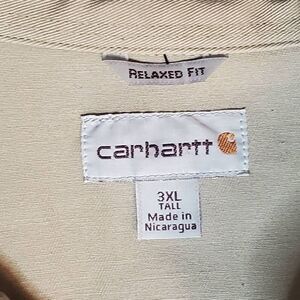 RELAXED FIT
carhartt
3XL
TALL
Made in
Nicaragua